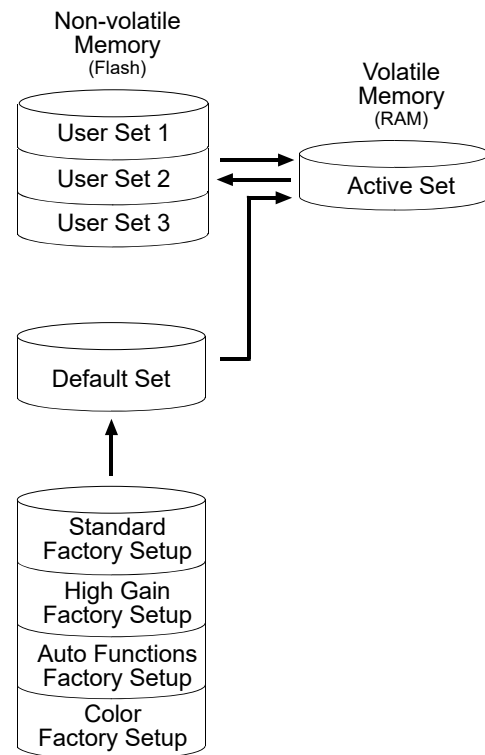 Non-volatile
Memory
(Flash)
User Set 1
User Set 2
User Set 3
Volatile
Memory
(RAM)
Active Set
Default Set
Standard
Factory Setup
High Gain
Factory Setup
Auto Functions
Factory Setup
Color
Factory Setup